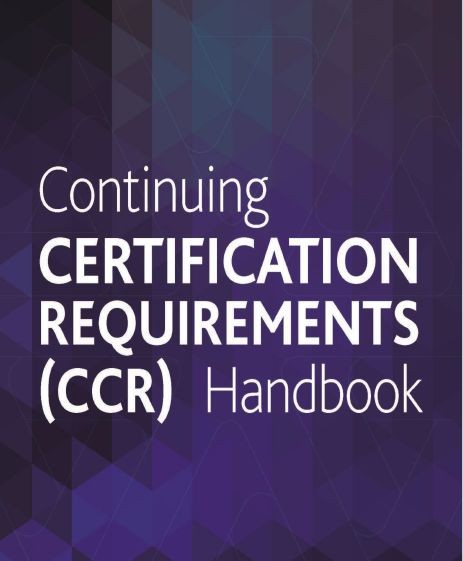 Continuing
CERTIFICATION
REQUIREMENTS
(CCR) Handbook